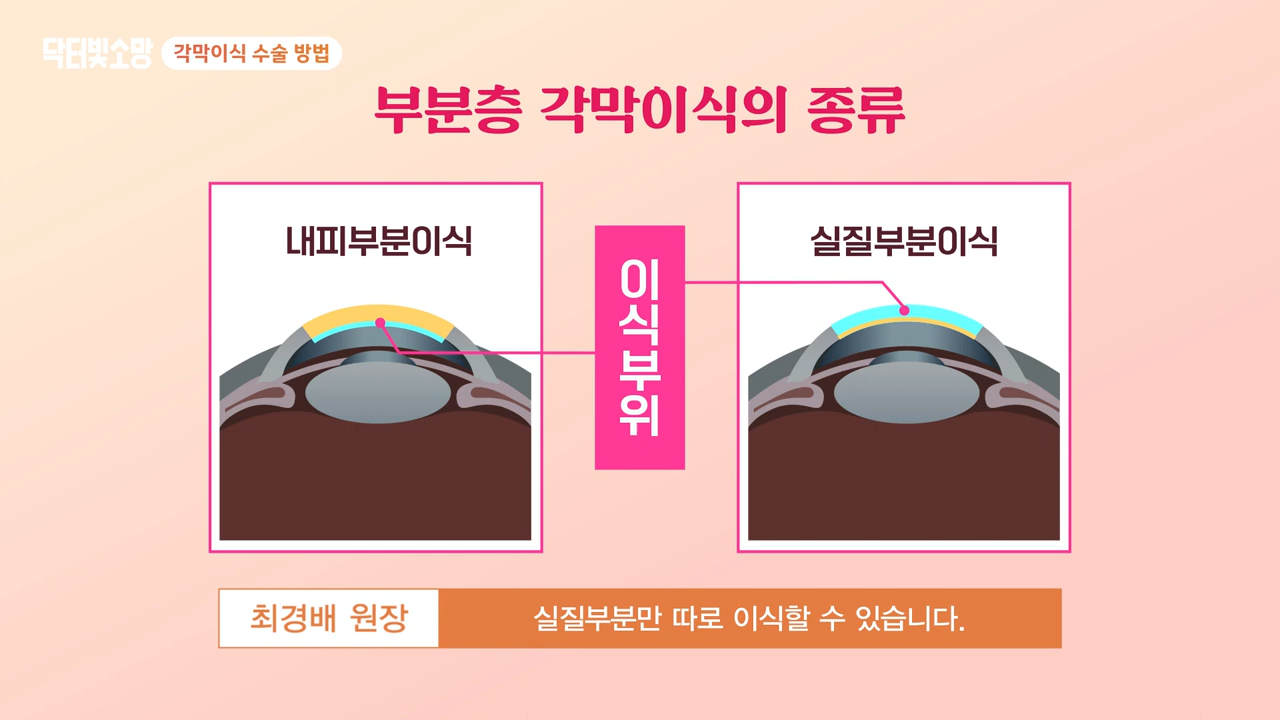 닥터빛소망 각막이식 수술 방법
부분층 각막이식의 종류
내피부분이식
이식부위
실질부분이식
최경배 원장
실질부분만 따로 이식할 수 있습니다.